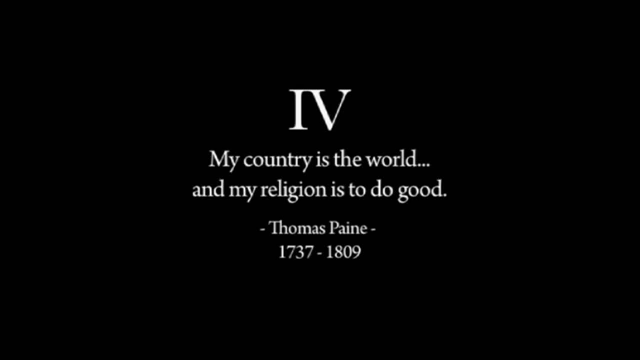 IV
My country is the world...
and my religion is to do good.
- Thomas Paine -
1737 - 1809